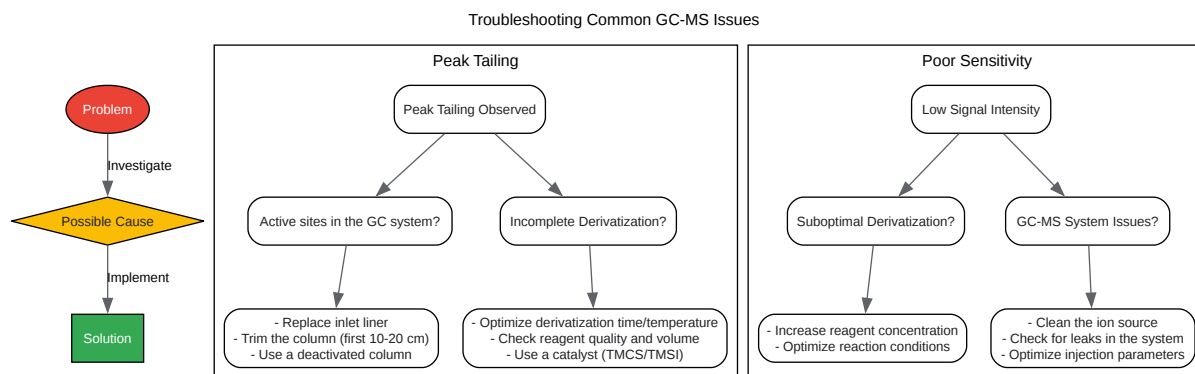 Troubleshooting Common GC-MS Issues
Problem
Investigate
Possible Cause
Implement
Solution
Peak Tailing
Peak Tailing Observed
Active sites in the GC system?
Incomplete Derivatization?
- Replace inlet liner
- Trim the column (first 10-20 cm)
- Use a deactivated column
- Optimize derivatization time/temperature
- Check reagent quality and volume
- Use a catalyst (TMCS/TMSI)
Poor Sensitivity
Low Signal Intensity
Suboptimal Derivatization?
GC-MS System Issues?
- Increase reagent concentration
- Optimize reaction conditions
- Clean the ion source
- Check for leaks in the system
- Optimize injection parameters